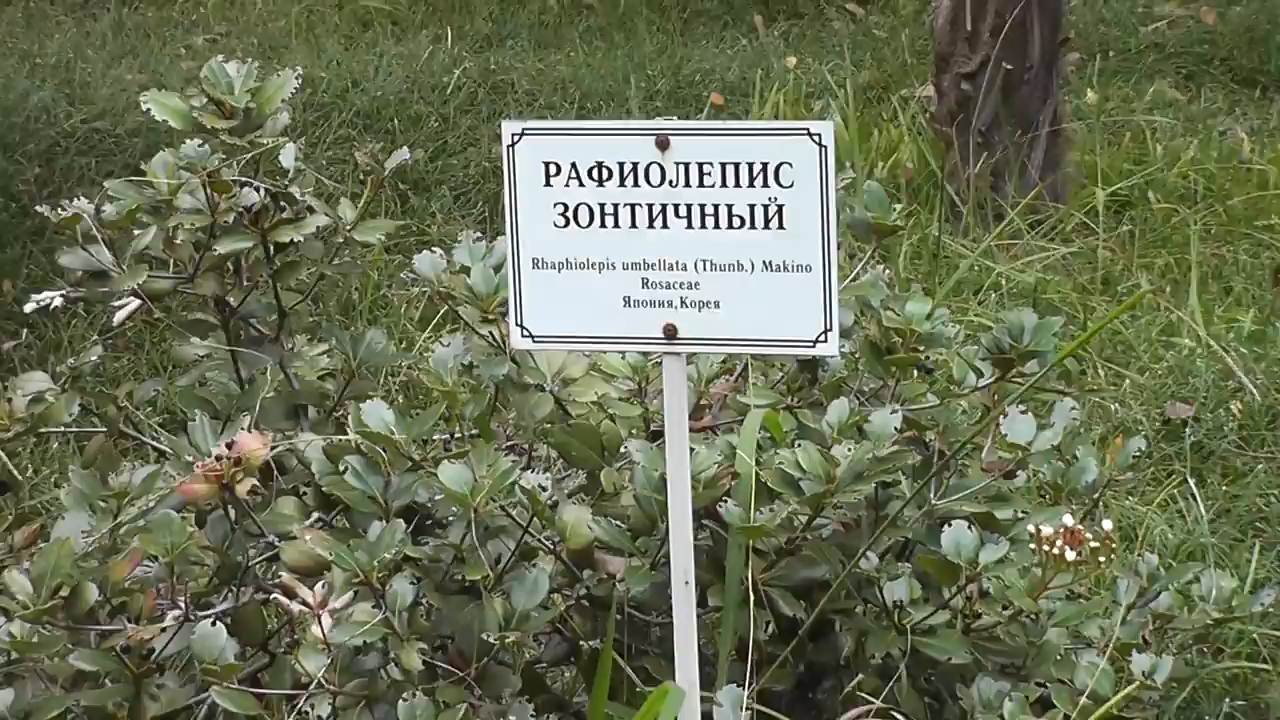 РАФИОЛЕПИС
ЗОНТИЧНЫЙ
Rhaphiolepis umbellata (Thunb.) Makino
Rosaceae
Япония,Корея